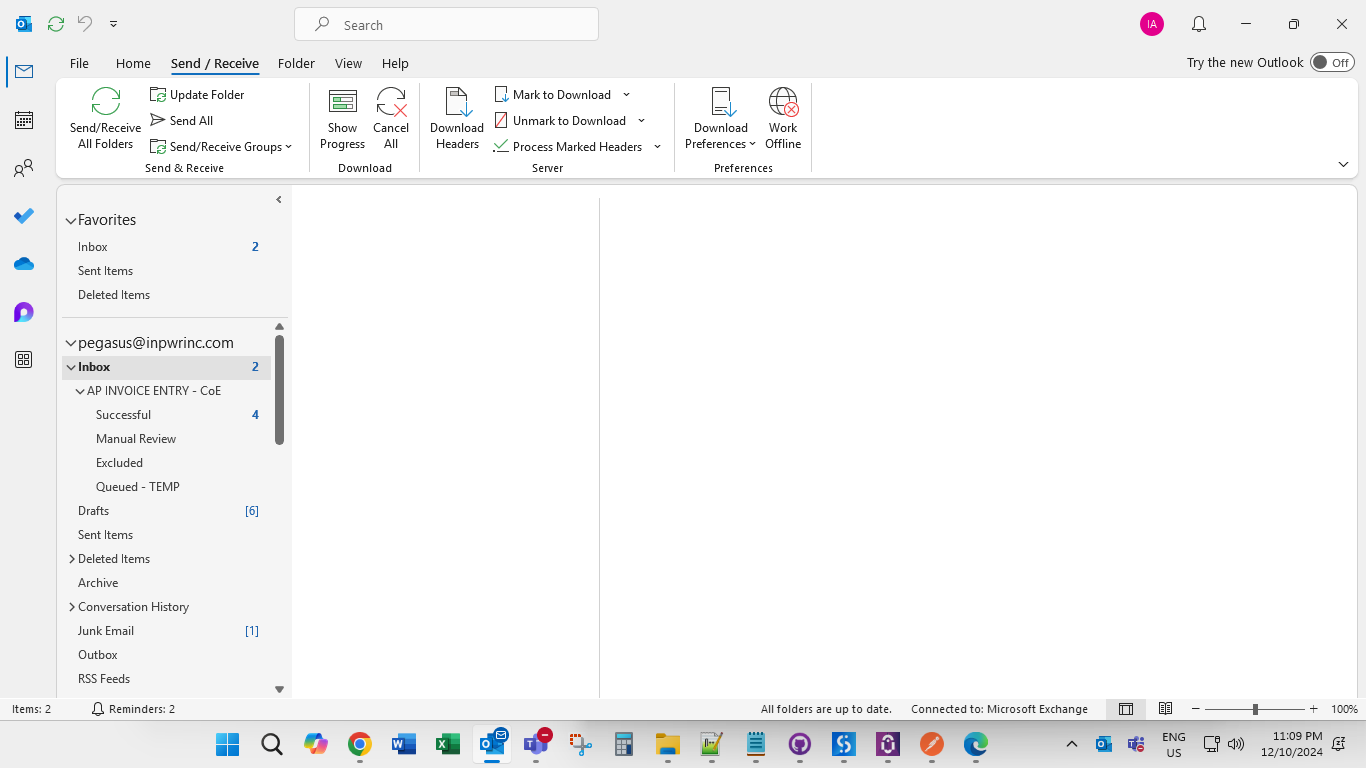 Search
IA
File
Home
Send / Receive
Folder
View
Help
Try the new Outlook
Off
Send/Receive
All Folders
Update Folder
Send All
Send/Receive Groups
Send & Receive
Show
Progress
Cancel
All
Download
Download
Headers
Mark to Download
Unmark to Download
Process Marked Headers
Server
Download
Preferences
Work
Offline
Preferences
Favorites
Inbox 2
Sent Items
Deleted Items
pegasus@inpwrinc.com
Inbox 2
AP INVOICE ENTRY - CoE
Successful 4
Manual Review
Excluded
Queued - TEMP
Drafts [6]
Sent Items
Deleted Items
Archive
Conversation History
Junk Email [1]
Outbox
RSS Feeds
Items: 2
Reminders: 2
All folders are up to date.
Connected to: Microsoft Exchange
100%
ENG
US
11:09 PM
12/10/2024